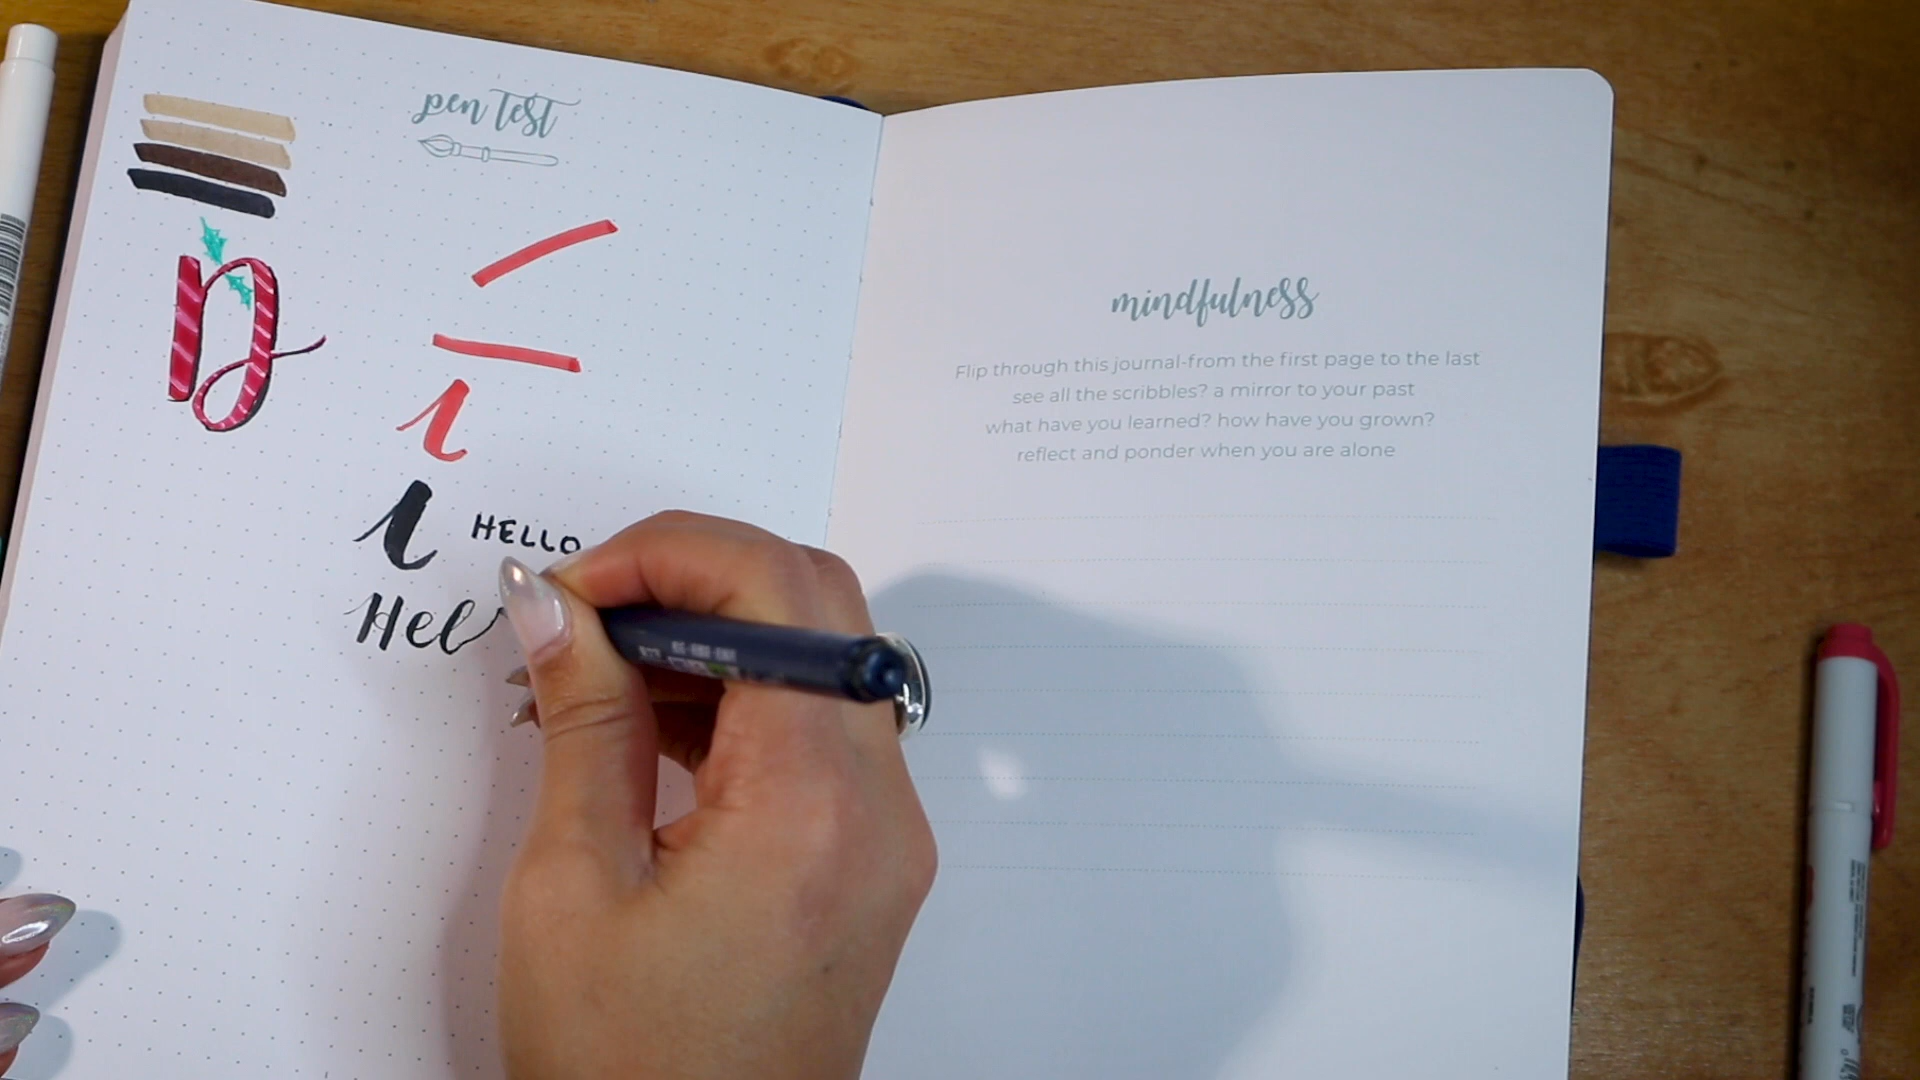 pen test
HELLO
Hel
mindfulness
Flip through this journal-from the first page to the last
see all the scribbles? a mirror to your past
what have you learned? how have you grown?
reflect and ponder when you are alone